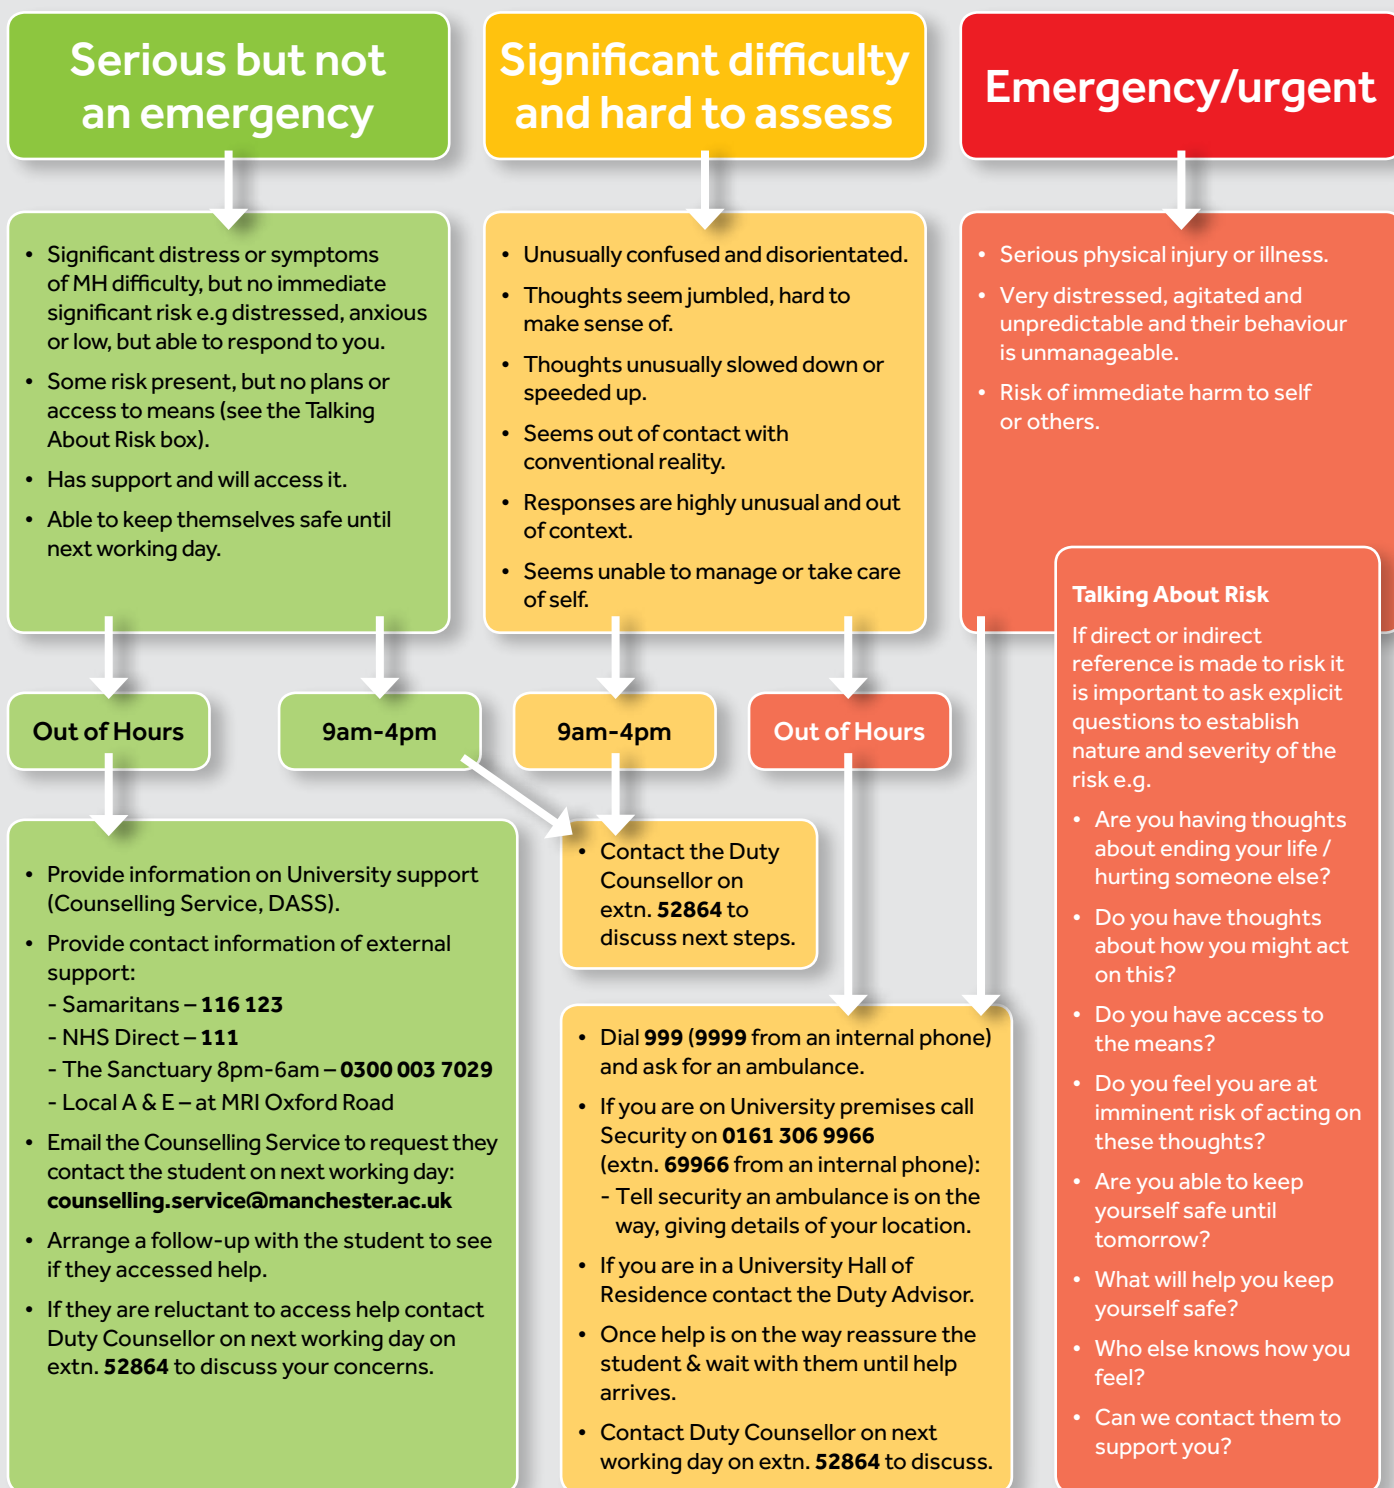 Serious but not
an emergency
Significant difficulty
and hard to assess
Emergency/urgent
• Significant distress or symptoms
of MH difficulty, but no immediate
significant risk e.g distressed, anxious
or low, but able to respond to you.
• Some risk present, but no plans or
access to means (see the Talking
About Risk box).
• Has support and will access it.
• Able to keep themselves safe until
next working day.
• Unusually confused and disorientated.
• Thoughts seem jumbled, hard to
make sense of.
• Thoughts unusually slowed down or
speeded up.
• Seems out of contact with
conventional reality.
• Responses are highly unusual and out
of context.
• Seems unable to manage or take care
of self.
• Serious physical injury or illness.
• Very distressed, agitated and
unpredictable and their behaviour
is unmanageable.
• Risk of immediate harm to self
or others.
Out of Hours
9am-4pm
9am-4pm
Out of Hours
• Provide information on University support
(Counselling Service, DASS).
• Provide contact information of external
support:
- Samaritans – 116 123
- NHS Direct – 111
- The Sanctuary 8pm-6am – 0300 003 7029
- Local A & E – at MRI Oxford Road
• Email the Counselling Service to request they
contact the student on next working day:
counselling.service@manchester.ac.uk
• Arrange a follow-up with the student to see
if they accessed help.
• If they are reluctant to access help contact
Duty Counsellor on next working day on
extn. 52864 to discuss your concerns.
• Contact the Duty
Counsellor on
extn. 52864 to
discuss next steps.
• Dial 999 (9999 from an internal phone)
and ask for an ambulance.
• If you are on University premises call
Security on 0161 306 9966
(extn. 69966 from an internal phone):
- Tell security an ambulance is on the
way, giving details of your location.
• If you are in a University Hall of
Residence contact the Duty Advisor.
• Once help is on the way reassure the
student & wait with them until help
arrives.
• Contact Duty Counsellor on next
working day on extn. 52864 to discuss.
Talking About Risk
If direct or indirect
reference is made to risk it
is important to ask explicit
questions to establish
nature and severity of the
risk e.g.
• Are you having thoughts
about ending your life /
hurting someone else?
• Do you have thoughts
about how you might act
on this?
• Do you have access to
the means?
• Do you feel you are at
imminent risk of acting on
these thoughts?
• Are you able to keep
yourself safe until
tomorrow?
• What will help you keep
yourself safe?
• Who else knows how you
feel?
• Can we contact them to
support you?